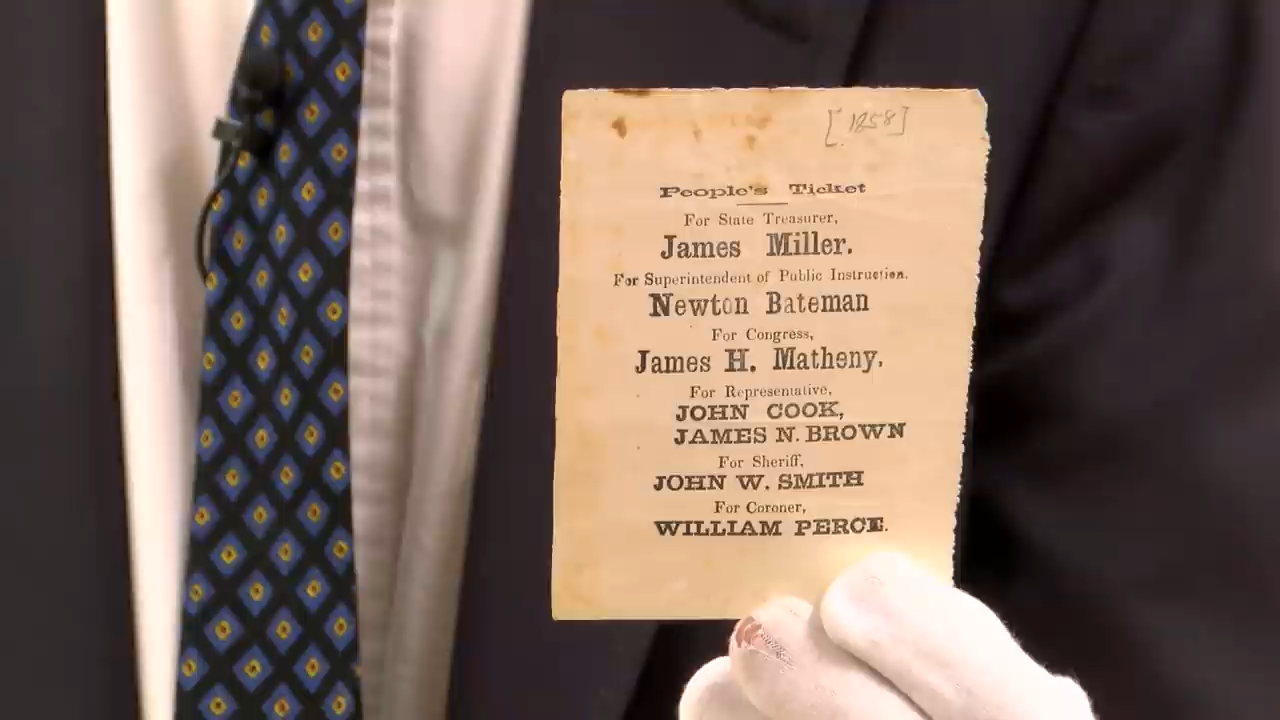 [1858]
People's Ticket
For State Treasurer,
James Miller.
For Superintendent of Public Instruction.
Newton Bateman
For Congress,
James H. Matheny,
For Representative,
JOHN COOK,
JAMES N. BROWN
For Sheriff,
JOHN W. SMITH
For Coroner,
WILLIAM PERCE.